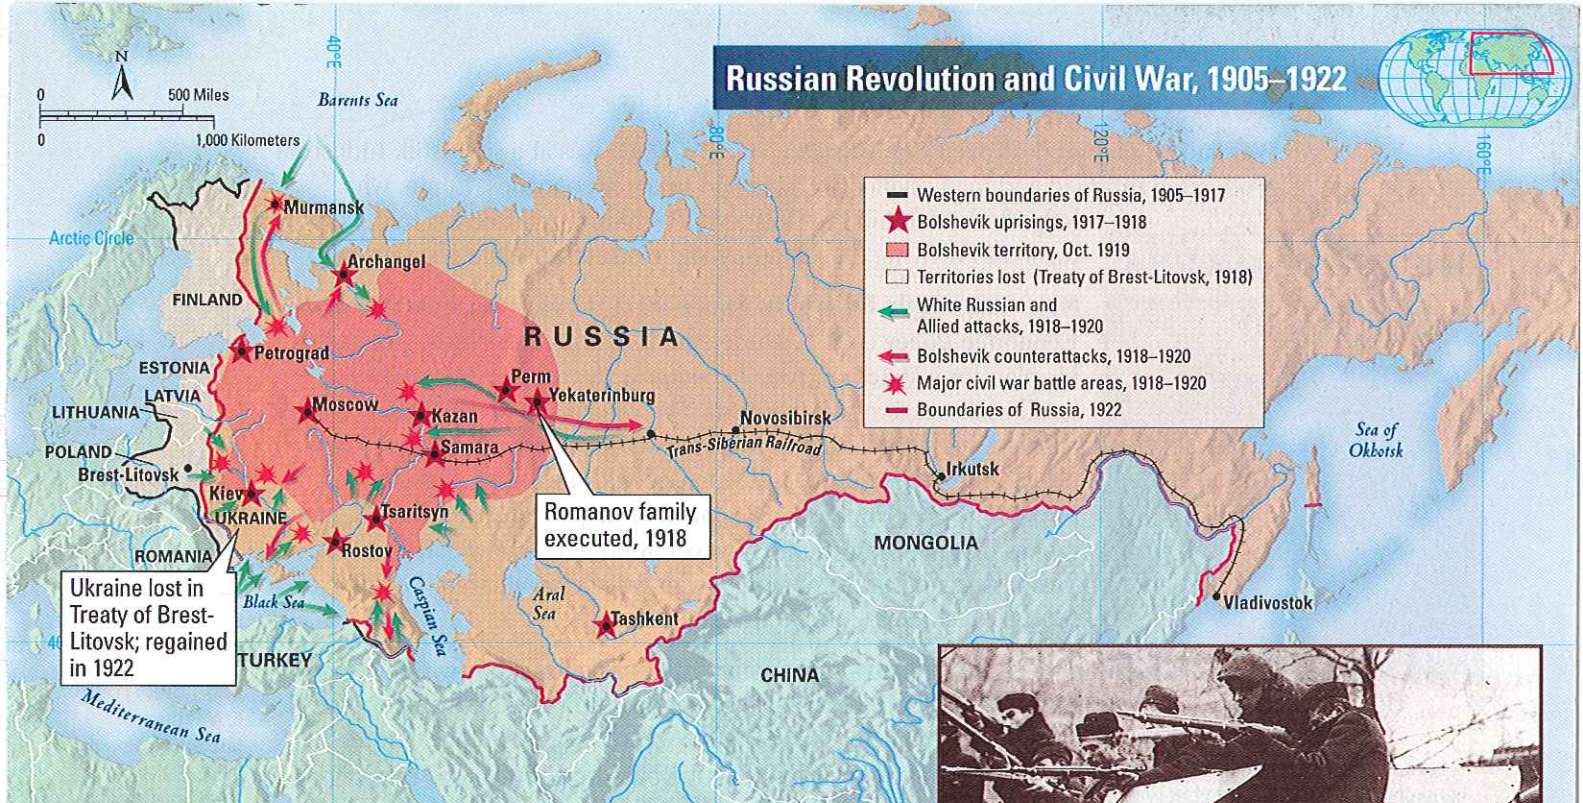 Russian Revolution and Civil War, 1905–1922
N
0 500 Miles
0 1,000 Kilometers
40°E
80°E
120°E
160°E
Barents Sea
Arctic Circle
Western boundaries of Russia, 1905–1917
Bolshevik uprisings, 1917–1918
Bolshevik territory, Oct. 1919
Territories lost (Treaty of Brest-Litovsk, 1918)
White Russian and
Allied attacks, 1918–1920
Bolshevik counterattacks, 1918–1920
Major civil war battle areas, 1918–1920
Boundaries of Russia, 1922
Murmansk
Archangel
FINLAND
RUSSIA
Petrograd
ESTONIA
LATVIA
LITHUANIA
POLAND
Brest-Litovsk
Moscow
Perm
Yekaterinburg
Kazan
Samara
Novosibirsk
Trans-Siberian Railroad
Irkutsk
Sea of
Okhotsk
Kiev
UKRAINE
Tsaritsyn
Rostov
ROMANIA
Romanov family
executed, 1918
MONGOLIA
Ukraine lost in
Treaty of Brest-
Litovsk; regained
in 1922
Black Sea
Caspian Sea
Aral
Sea
Tashkent
Vladivostok
TURKEY
CHINA
Mediterranean Sea